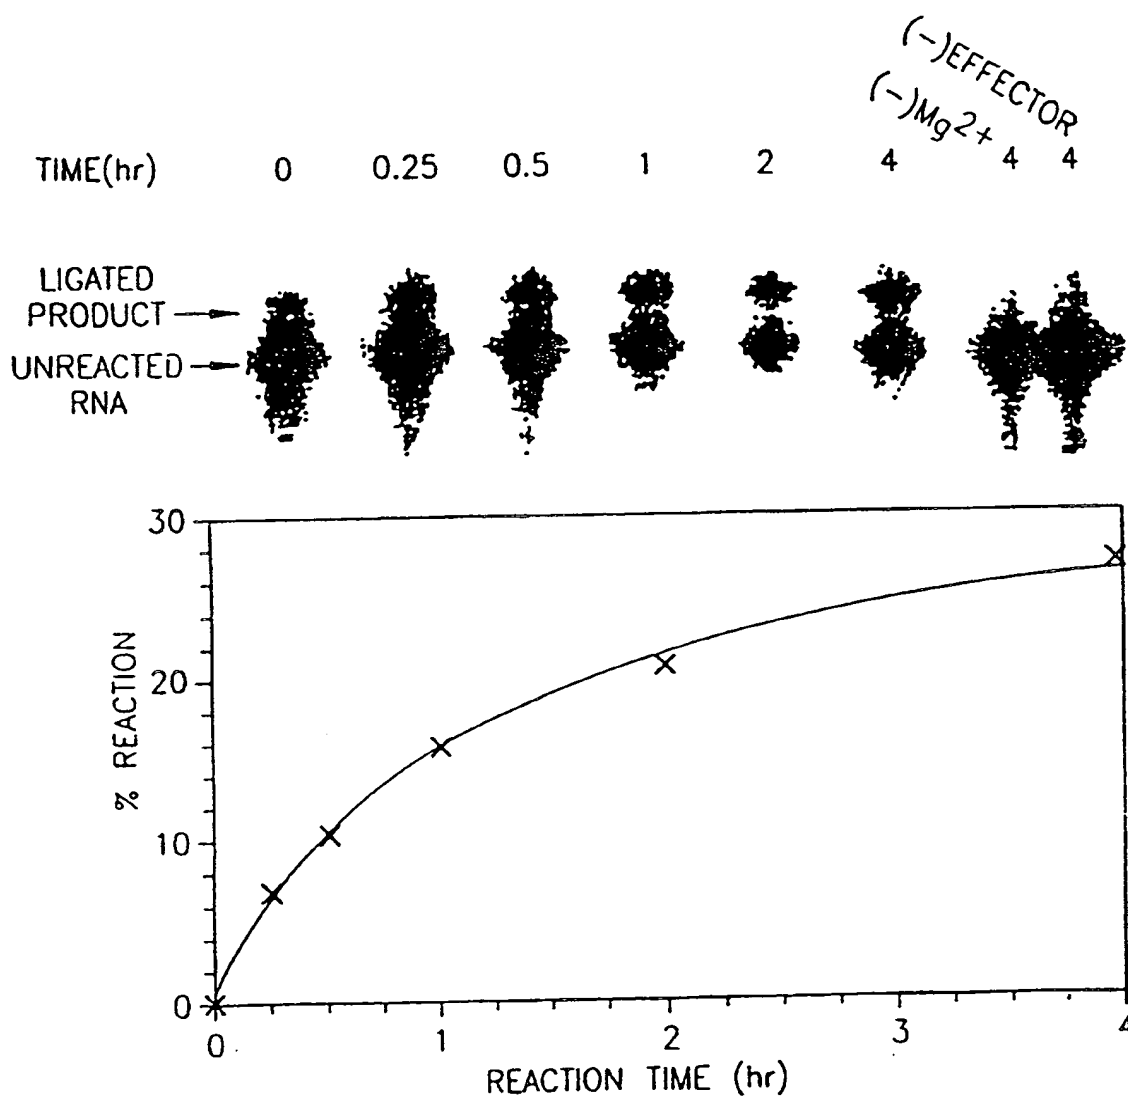 (-)EFFECTOR
(-)Mg2+
TIME(hr) 0 0.25 0.5 1 2 4 4 4
LIGATED
PRODUCT
UNREACTED
RNA
30
20
10
0
% REACTION
0 1 2 3 4
REACTION TIME (hr)